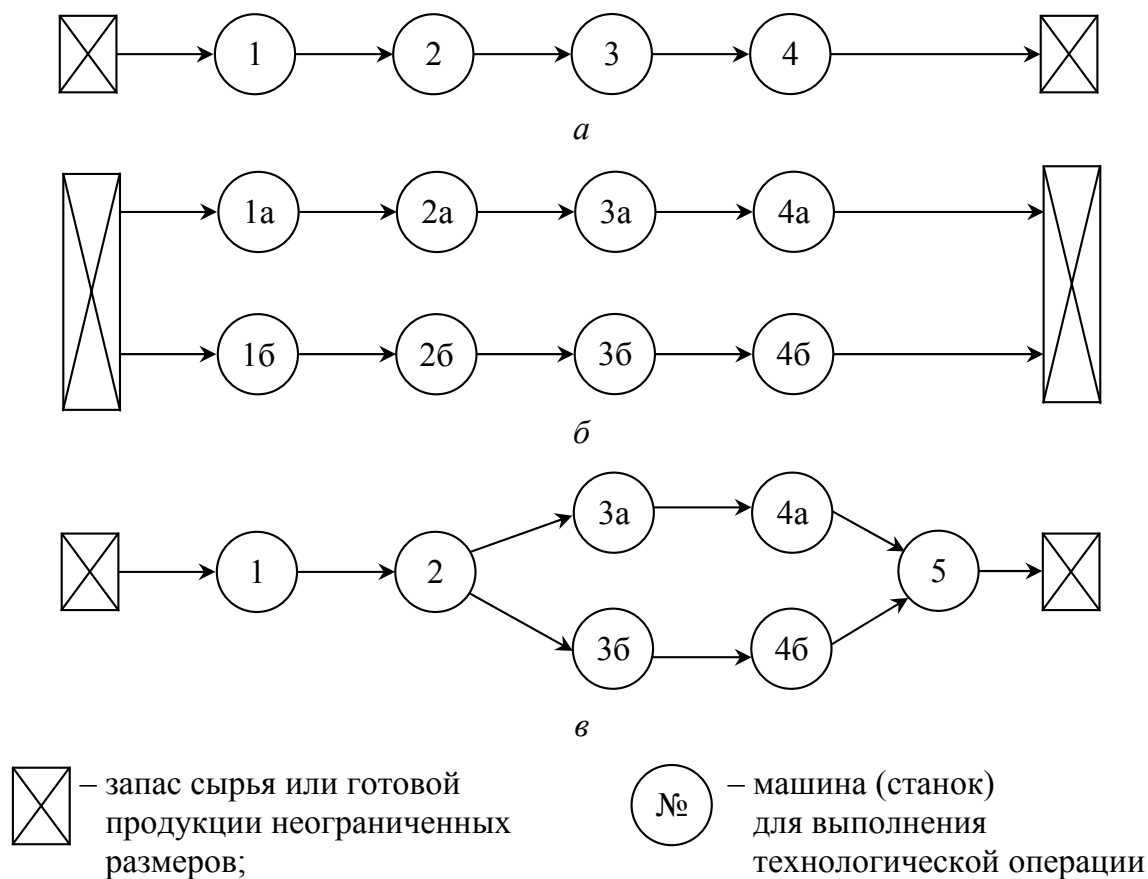 1 2 3 4
а
1а 2а 3а 4а
1б 2б 3б 4б
б
3а 4а
1 2 5
3б 4б
в
– запас сырья или готовой
продукции неограниченных
размеров;
№
– машина (станок)
для выполнения
технологической операции